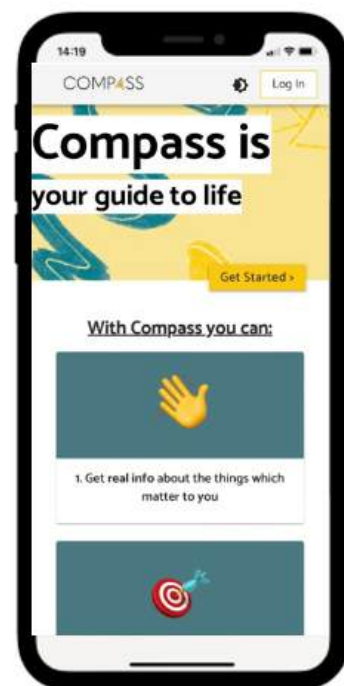 14:19
COMPASS
Log In
Compass is
your guide to life
Get Started ›
With Compass you can:
1. Get real info about the things which
matter to you